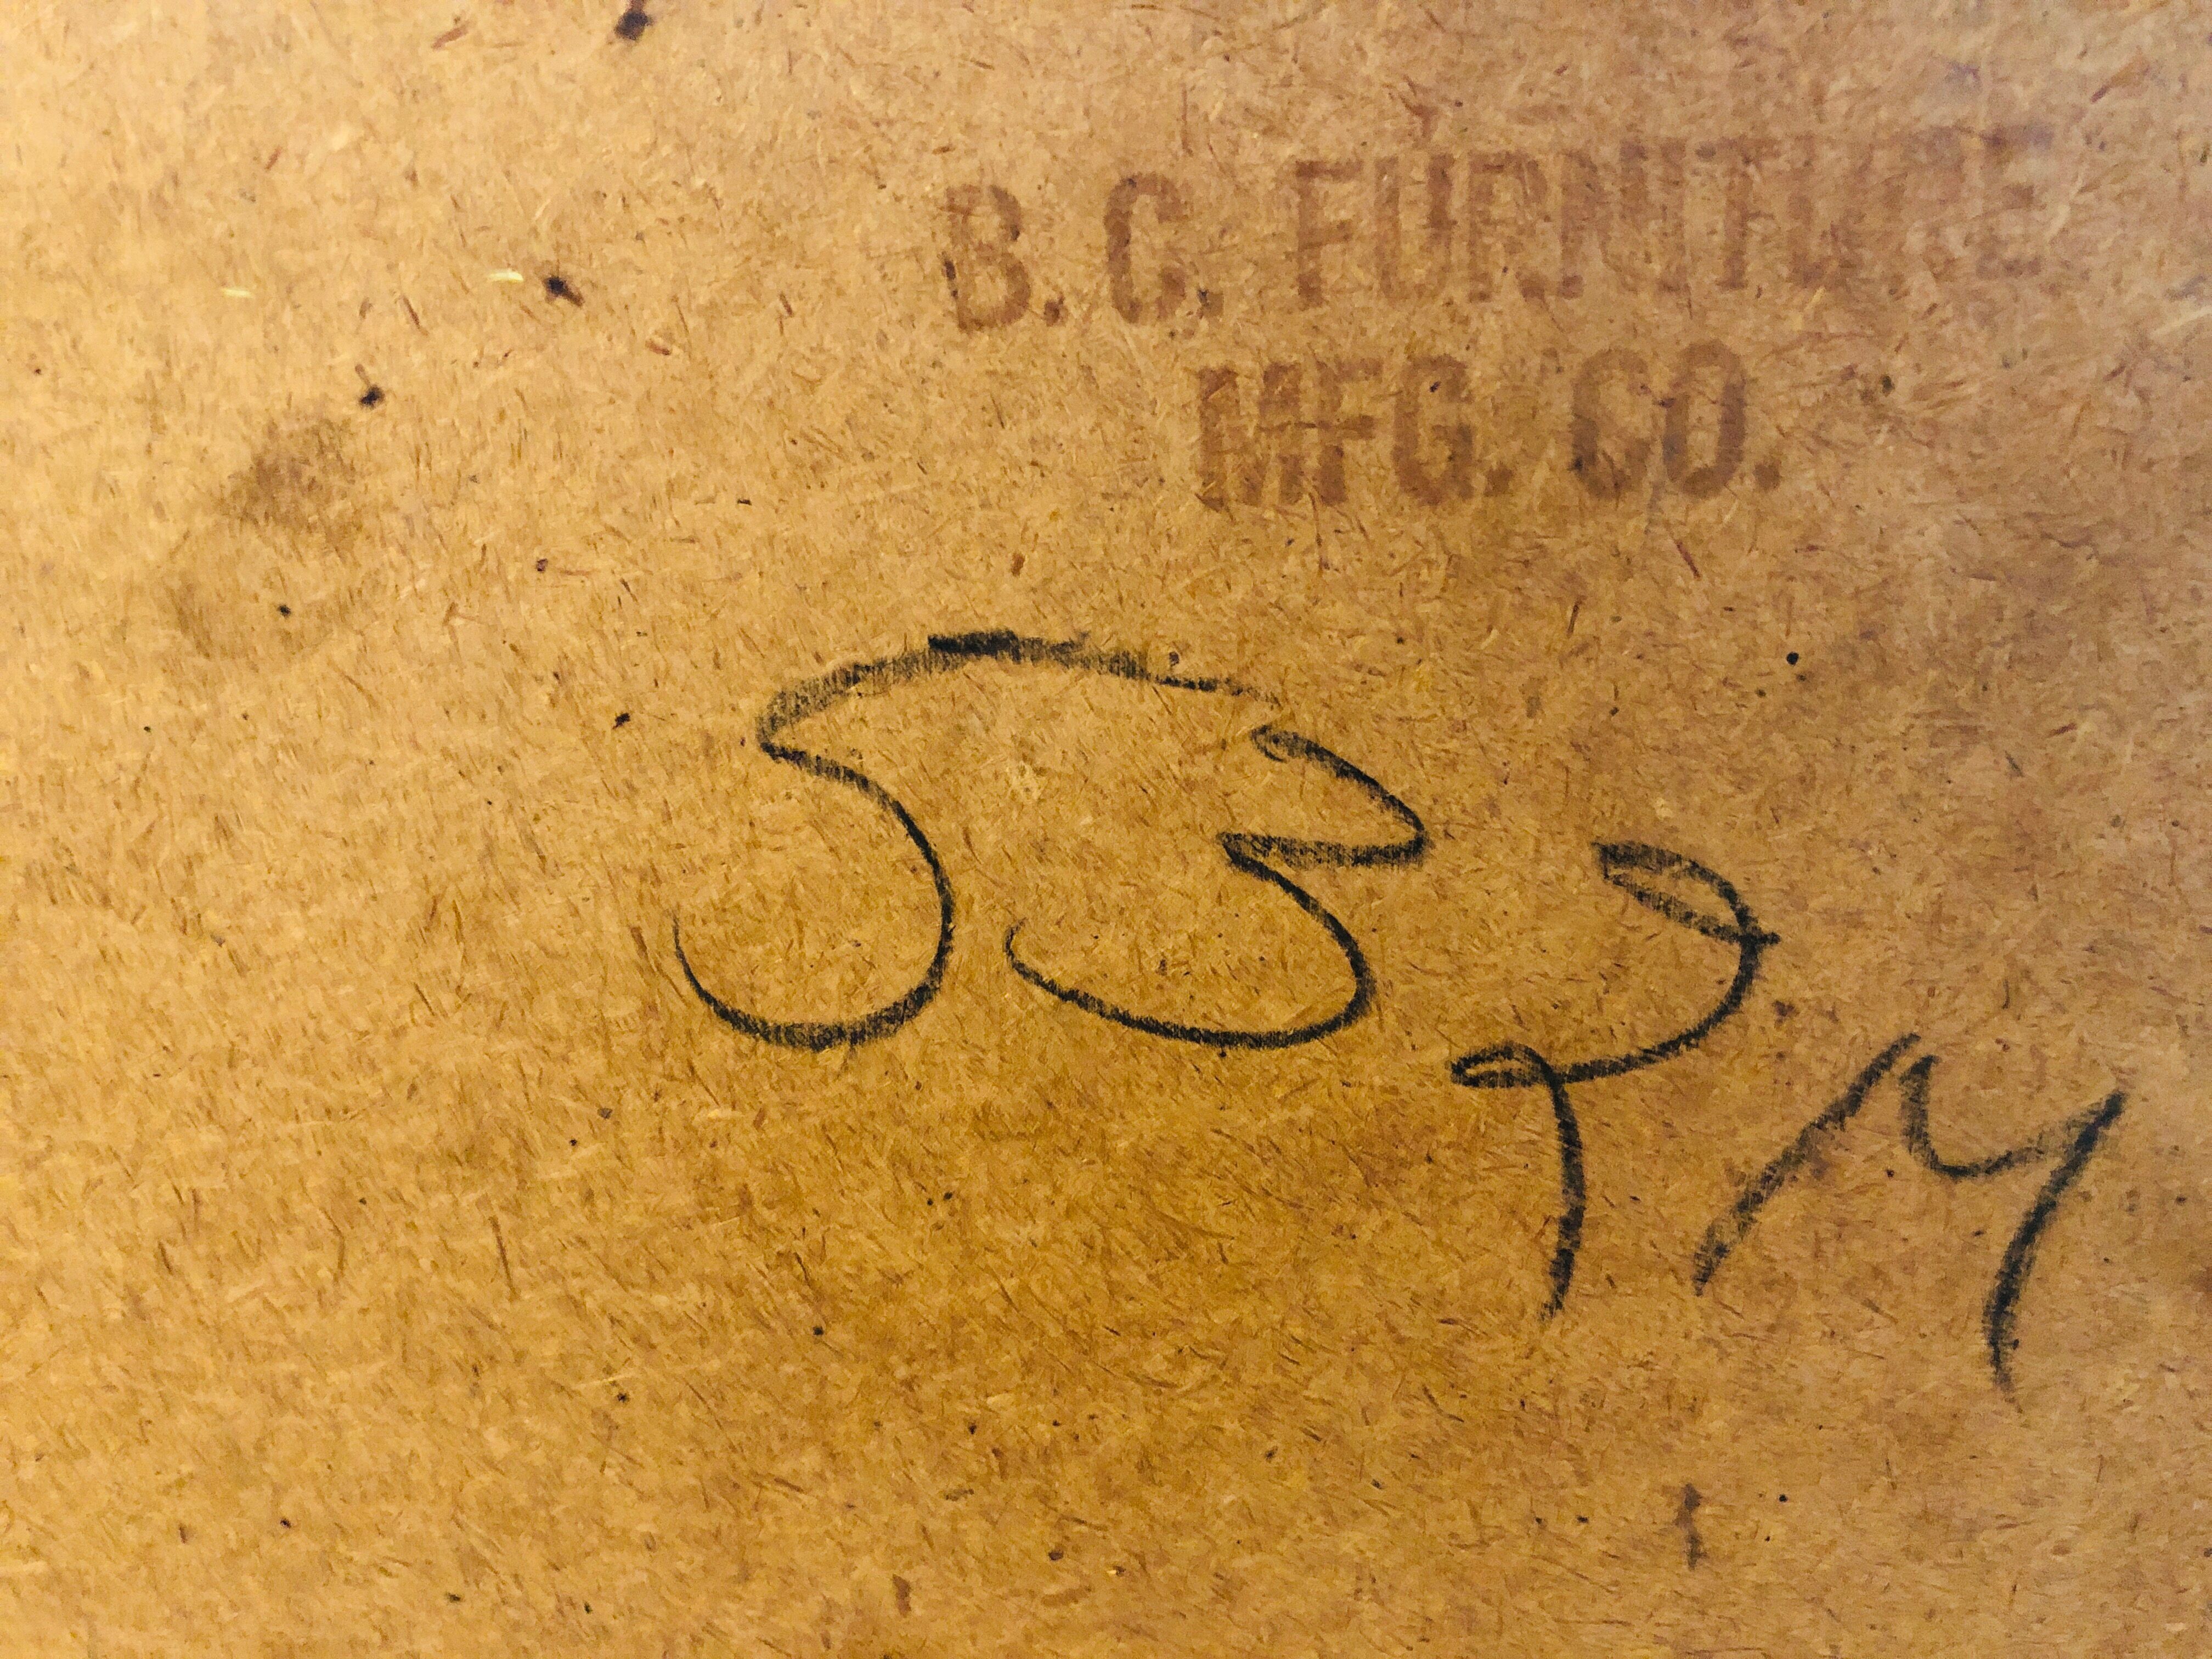 B. C. FURNITURE
MFG. CO.
53